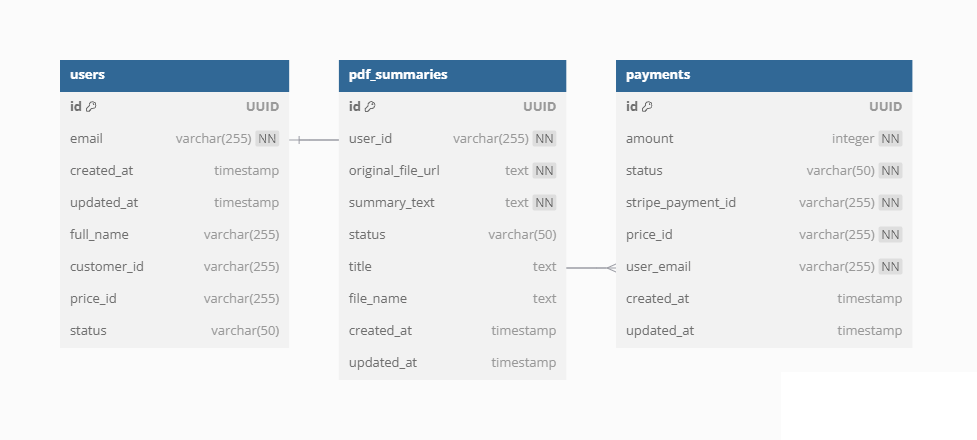 users
id UUID
email varchar(255) NN
created_at timestamp
updated_at timestamp
full_name varchar(255)
customer_id varchar(255)
price_id varchar(255)
status varchar(50)
pdf_summaries
id UUID
user_id varchar(255) NN
original_file_url text NN
summary_text text NN
status varchar(50)
title text
file_name text
created_at timestamp
updated_at timestamp
payments
id UUID
amount integer NN
status varchar(50) NN
stripe_payment_id varchar(255) NN
price_id varchar(255) NN
user_email varchar(255) NN
created_at timestamp
updated_at timestamp